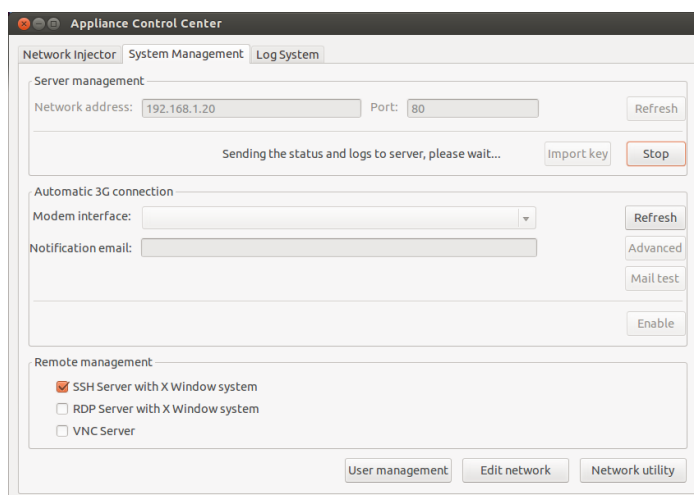 Appliance Control Center
Network Injector System Management Log System
Server management
Network address: 192.168.1.20 Port: 80 Refresh
Sending the status and logs to server, please wait... Import key Stop
Automatic 3G connection
Modem interface: Refresh
Notification email: Advanced
Mail test
Enable
Remote management
SSH Server with X Window system
RDP Server with X Window system
VNC Server
User management Edit network Network utility